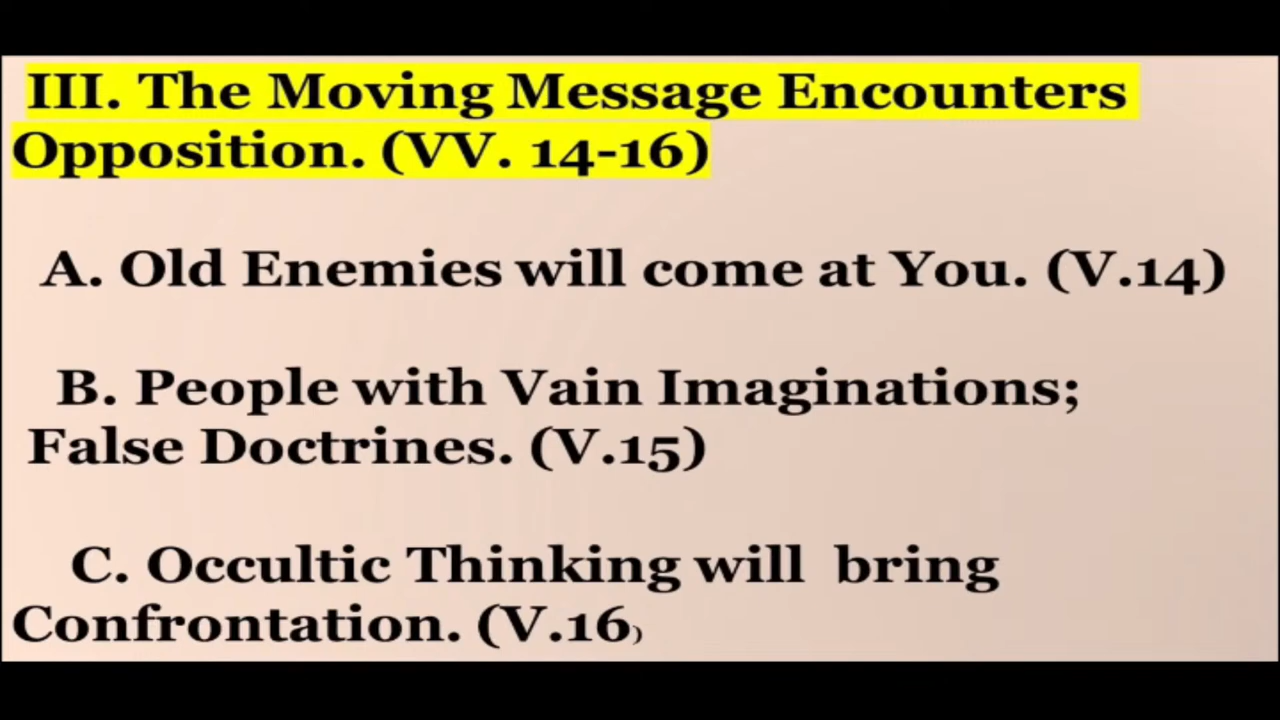 III. The Moving Message Encounters
Opposition. (VV. 14-16)
A. Old Enemies will come at You. (V.14)
B. People with Vain Imaginations;
False Doctrines. (V.15)
C. Occultic Thinking will  bring
Confrontation. (V.16)